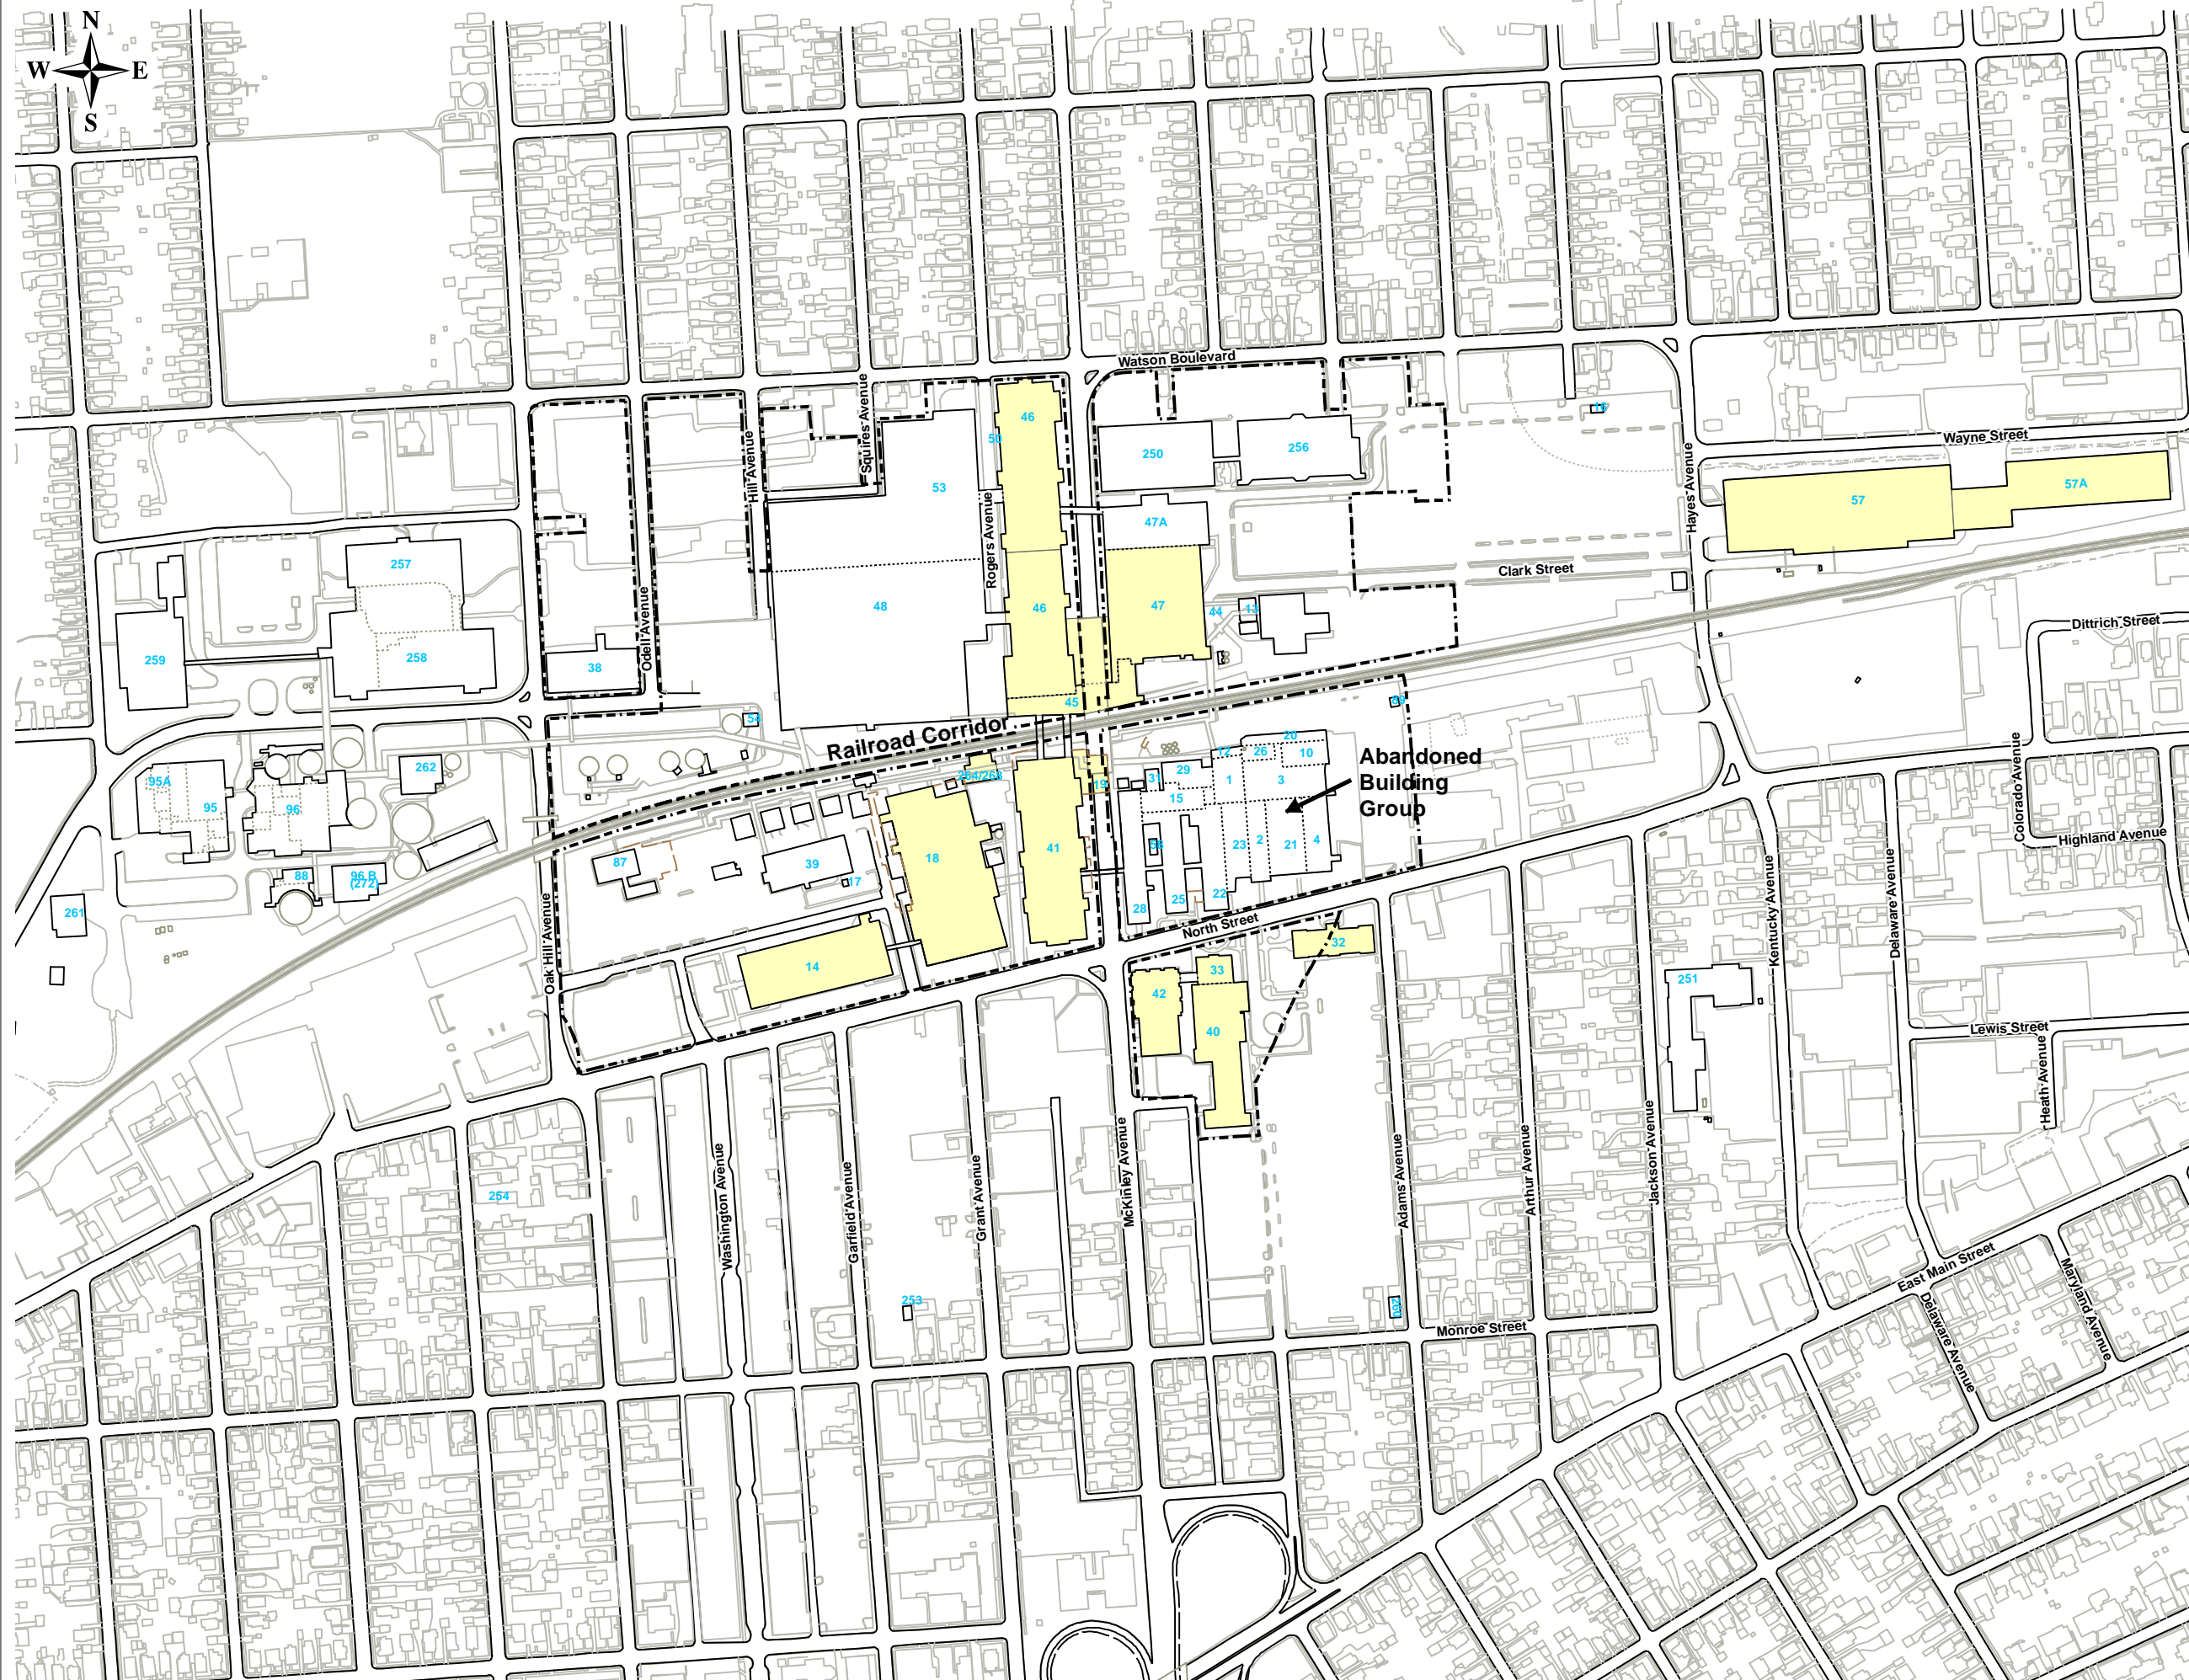 N
W E
S
Watson Boulevard
16
46
50
Squires Avenue
Hill Avenue
Wayne Street
250
256
53
57
57A
Hayes Avenue
47A
Rogers Avenue
257
Clark Street
48
46
47
44
13
Odell Avenue
Dittrich Street
259
258
38
45
89
54
Railroad Corridor
20
12
26
10
Abandoned
Building
Group
29
31
1
3
15
19
262
95A
95
96
Colorado Avenue
Highland Avenue
58
23
2
21
4
41
18
39
87
17
88
96 B
(272)
261
Oak Hill Avenue
28
25
22
North Street
32
Kentucky Avenue
Delaware Avenue
14
33
42
40
251
Lewis Street
Heath Avenue
254
Washington Avenue
Garfield Avenue
Grant Avenue
McKinley Avenue
Adams Avenue
Arthur Avenue
Jackson Avenue
East Main Street
Maryland Avenue
Delaware Avenue
253
260
Monroe Street